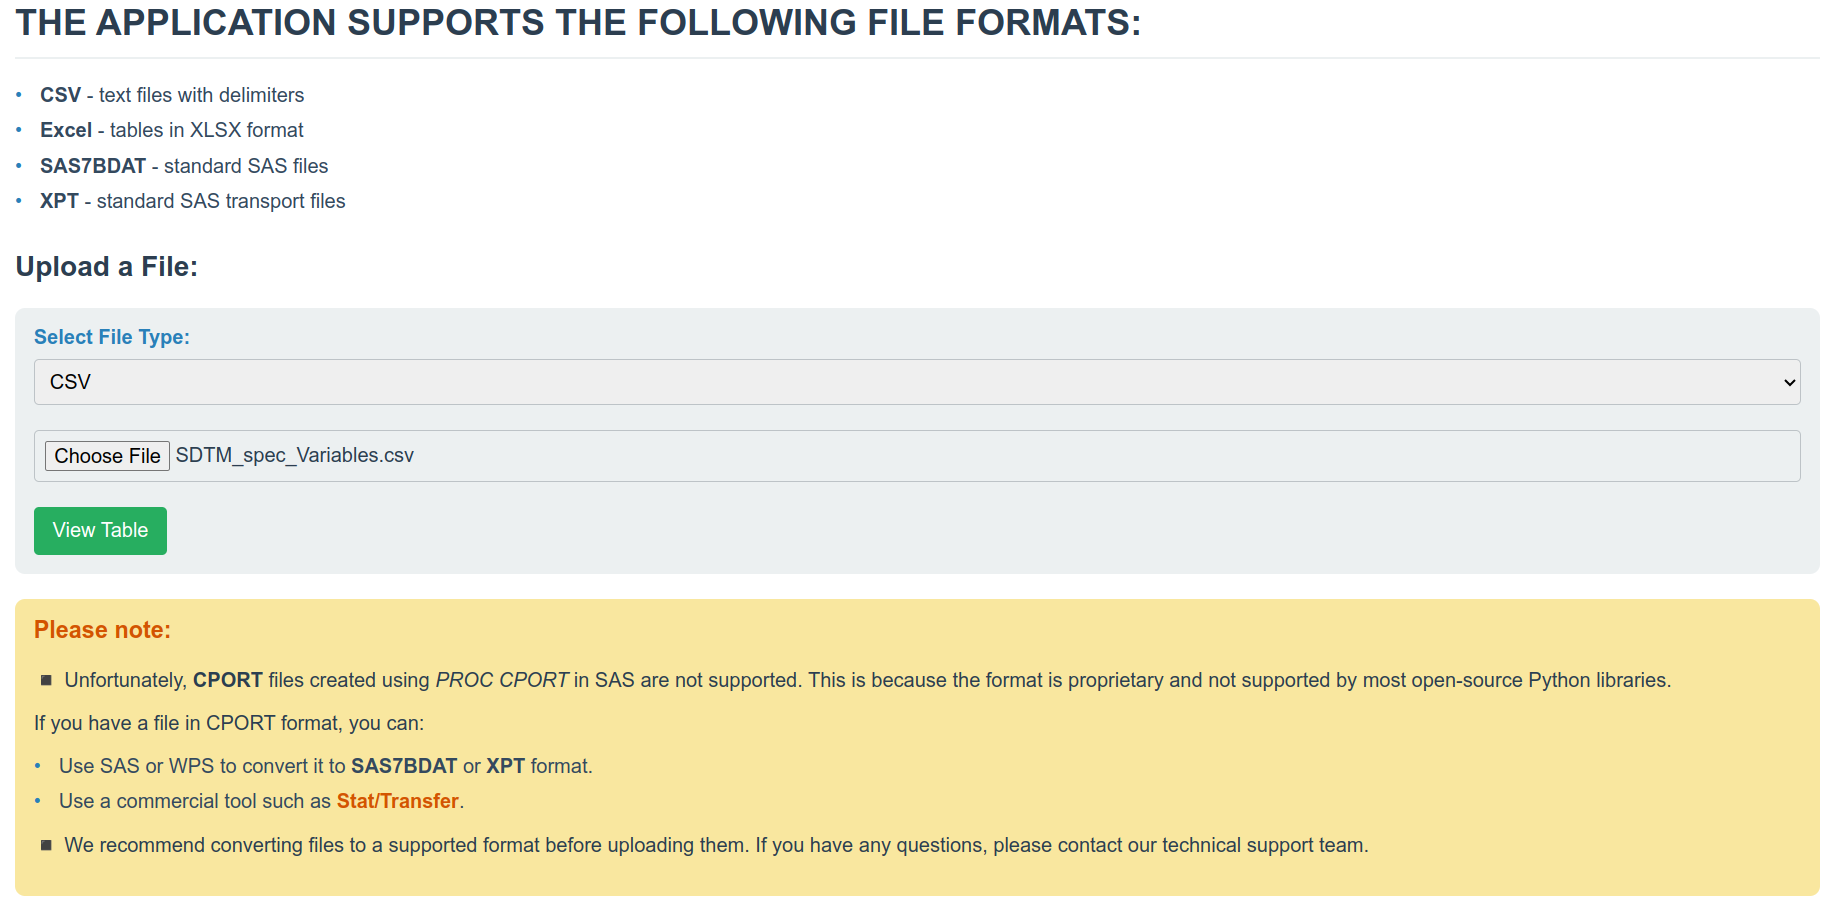 THE APPLICATION SUPPORTS THE FOLLOWING FILE FORMATS:
• CSV - text files with delimiters
• Excel - tables in XLSX format
• SAS7BDAT - standard SAS files
• XPT - standard SAS transport files
Upload a File:
Select File Type:
CSV
Choose File SDTM_spec_Variables.csv
View Table
Please note:
▪ Unfortunately, CPORT files created using PROC CPORT in SAS are not supported. This is because the format is proprietary and not supported by most open-source Python libraries.
If you have a file in CPORT format, you can:
• Use SAS or WPS to convert it to SAS7BDAT or XPT format.
• Use a commercial tool such as Stat/Transfer.
▪ We recommend converting files to a supported format before uploading them. If you have any questions, please contact our technical support team.